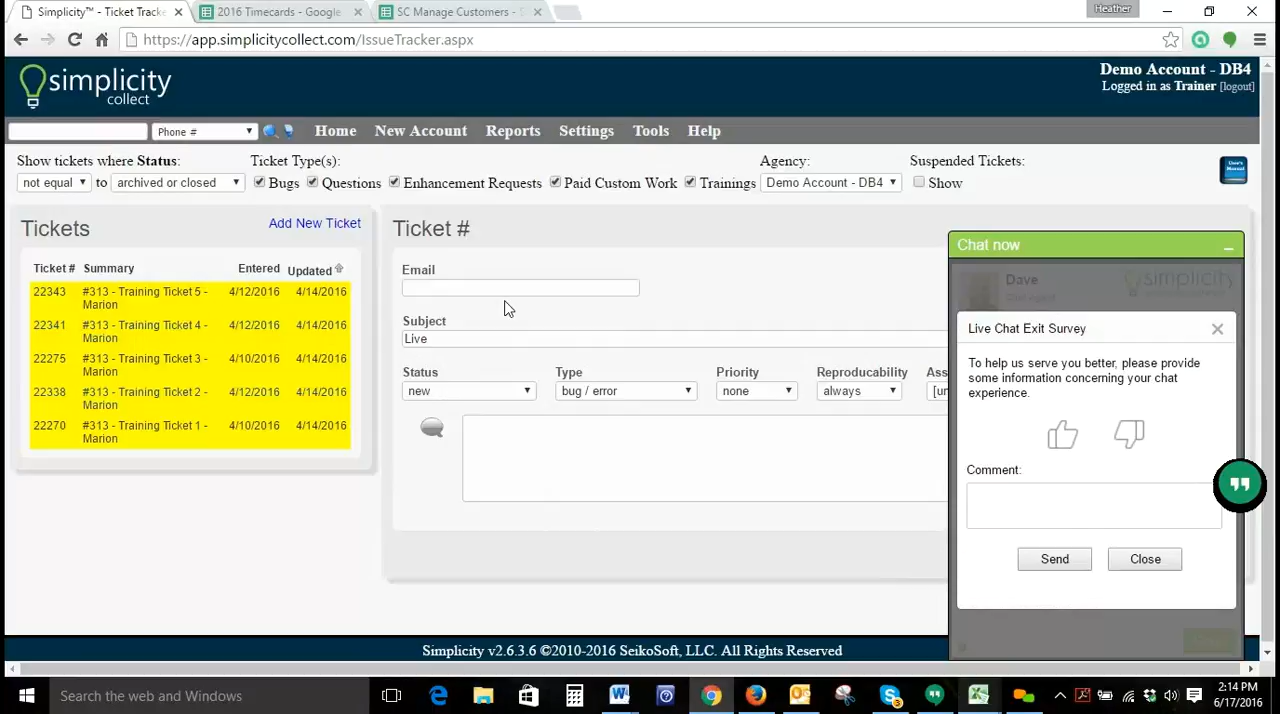 Simplicity™ - Ticket Tracke
2016 Timecards - Google
SC Manage Customers - S
Heather
https://app.simplicitycollect.com/IssueTracker.aspx
simplicity
collect
Demo Account - DB4
Logged in as Trainer [logout]
Phone #
Home
New Account
Reports
Settings
Tools
Help
Show tickets where Status:
Ticket Type(s):
Agency:
Suspended Tickets:
not equal to archived or closed
Bugs
Questions
Enhancement Requests
Paid Custom Work
Trainings
Demo Account - DB4
Show
Tickets
Add New Ticket
Ticket # Summary Entered Updated
22343 #313 - Training Ticket 5 - 4/12/2016 4/14/2016
Marion
22341 #313 - Training Ticket 4 - 4/12/2016 4/14/2016
Marion
22275 #313 - Training Ticket 3 - 4/10/2016 4/14/2016
Marion
22338 #313 - Training Ticket 2 - 4/12/2016 4/14/2016
Marion
22270 #313 - Training Ticket 1 - 4/10/2016 4/14/2016
Marion
Ticket #
Email
Subject
Live
Status Type Priority Reproducability Ass
new bug / error none always [un
Chat now
Dave
Chat Agent
simplicity
Live Chat Exit Survey
To help us serve you better, please provide
some information concerning your chat
experience.
Comment:
Send
Close
Simplicity v2.6.3.6 ©2010-2016 SeikoSoft, LLC. All Rights Reserved
Search the web and Windows
2:14 PM
6/17/2016